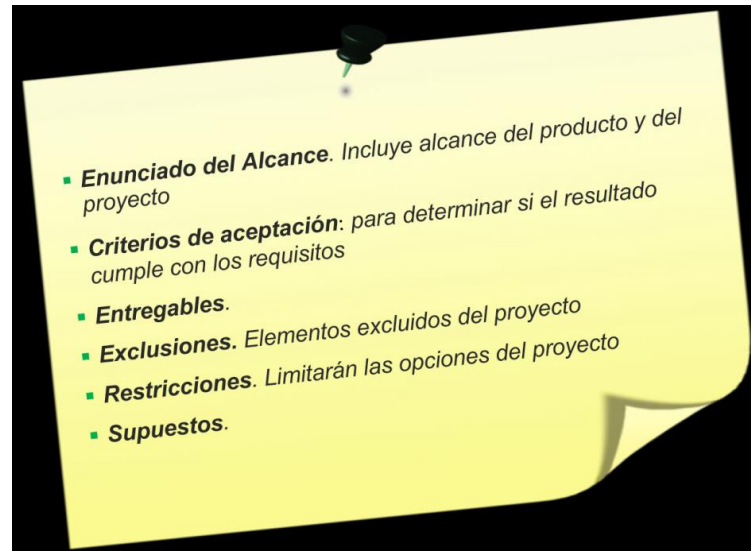 ▪ Enunciado del Alcance. Incluye alcance del producto y del
proyecto
▪ Criterios de aceptación: para determinar si el resultado
cumple con los requisitos
▪ Entregables.
▪ Exclusiones. Elementos excluidos del proyecto
▪ Restricciones. Limitarán las opciones del proyecto
▪ Supuestos.